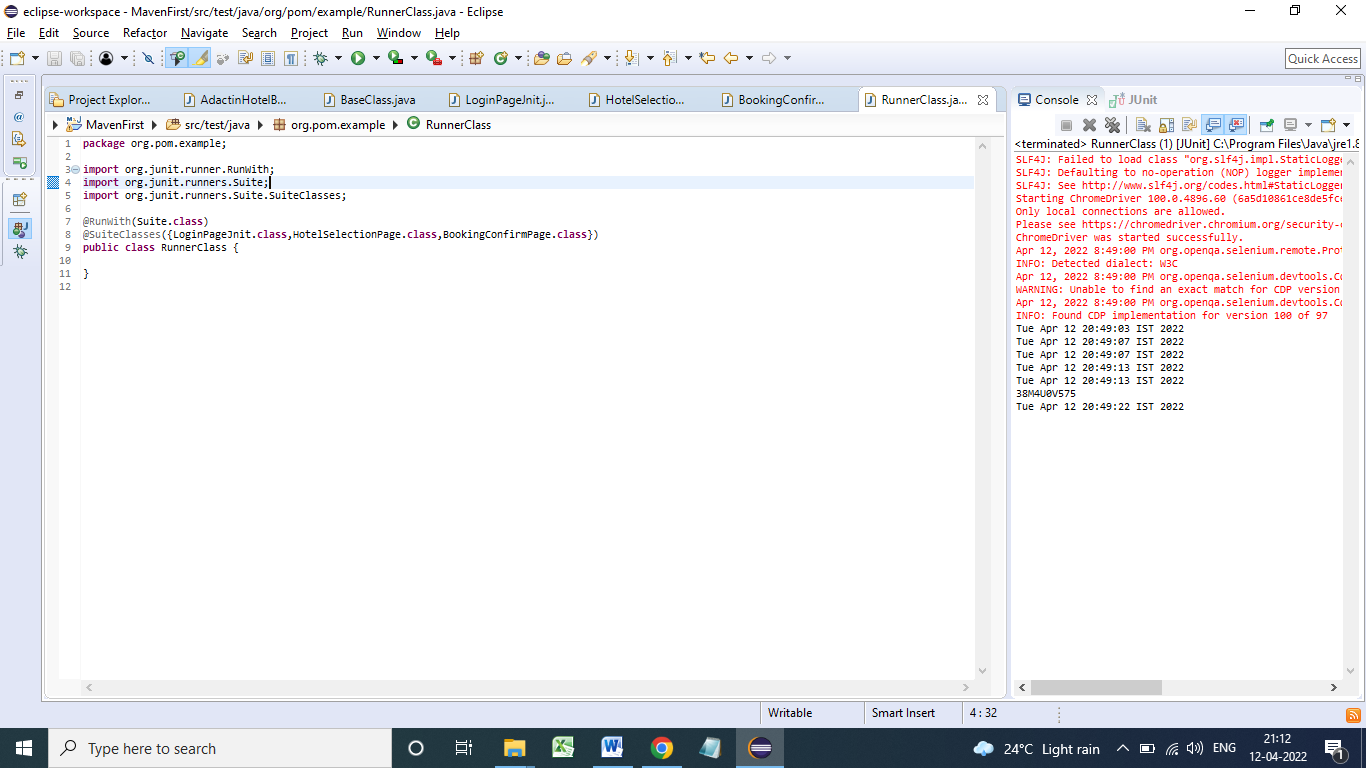 eclipse-workspace - MavenFirst/src/test/java/org/pom/example/RunnerClass.java - Eclipse
File Edit Source Refactor Navigate Search Project Run Window Help
Quick Access
Project Explor... AdactinHotelB... BaseClass.java LoginPageJnit.j... HotelSelectio... BookingConfir... RunnerClass.ja...
MavenFirst src/test/java org.pom.example RunnerClass
1 package org.pom.example;
2
3 import org.junit.runner.RunWith;
4 import org.junit.runners.Suite;
5 import org.junit.runners.Suite.SuiteClasses;
6
7 @RunWith(Suite.class)
8 @SuiteClasses({LoginPageJnit.class,HotelSelectionPage.class,BookingConfirmPage.class})
9 public class RunnerClass {
10
11 }
12
Console JUnit
<terminated> RunnerClass (1) [JUnit] C:\Program Files\Java\jre1.8
SLF4J: Failed to load class "org.slf4j.impl.StaticLogge
SLF4J: Defaulting to no-operation (NOP) logger implemen
SLF4J: See http://www.slf4j.org/codes.html#StaticLogger
Starting ChromeDriver 100.0.4896.60 (6a5d10861ce8de5fce
Only local connections are allowed.
Please see https://chromedriver.chromium.org/security-c
ChromeDriver was started successfully.
Apr 12, 2022 8:49:00 PM org.openqa.selenium.remote.Prot
INFO: Detected dialect: W3C
Apr 12, 2022 8:49:00 PM org.openqa.selenium.devtools.Cd
WARNING: Unable to find an exact match for CDP version
Apr 12, 2022 8:49:00 PM org.openqa.selenium.devtools.Cd
INFO: Found CDP implementation for version 100 of 97
Tue Apr 12 20:49:03 IST 2022
Tue Apr 12 20:49:07 IST 2022
Tue Apr 12 20:49:07 IST 2022
Tue Apr 12 20:49:13 IST 2022
Tue Apr 12 20:49:13 IST 2022
38M4U0V575
Tue Apr 12 20:49:22 IST 2022
Writable Smart Insert 4 : 32
Type here to search
24°C Light rain ENG 21:12
12-04-2022
1